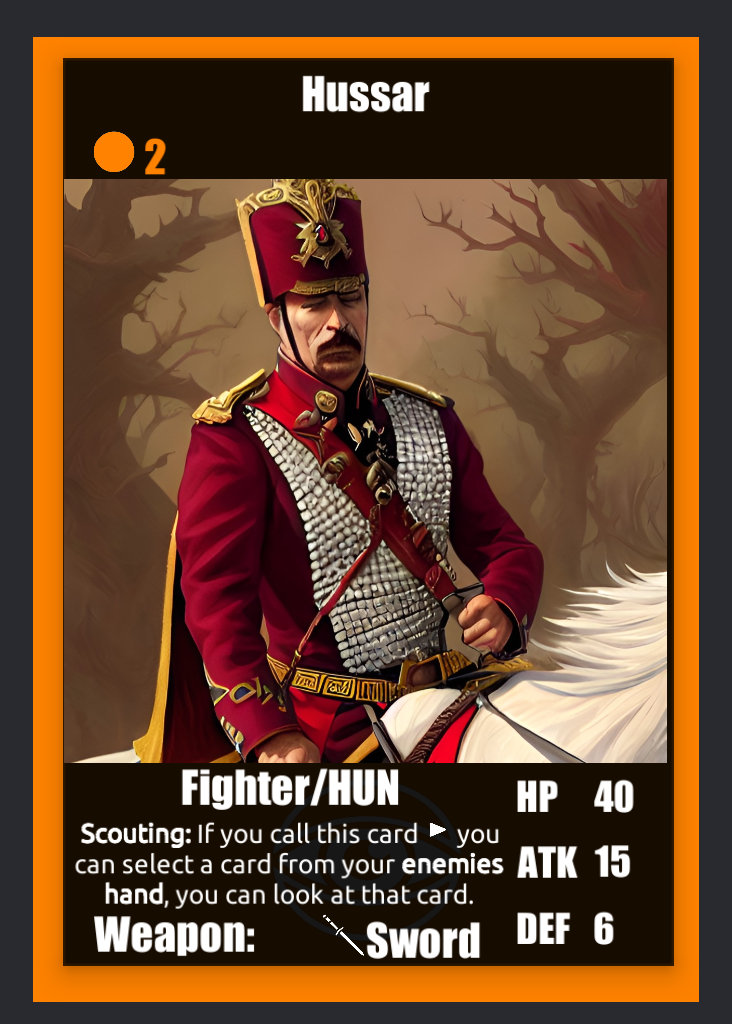 Hussar
2
Fighter/HUN
Scouting: If you call this card ► you
can select a card from your enemies
hand, you can look at that card.
Weapon: Sword
HP 40
ATK 15
DEF 6